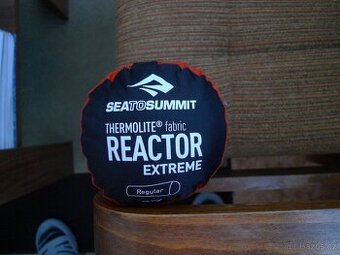 SEATOSUMMIT
THERMOLITE® fabric
REACTOR
EXTREME
Regular